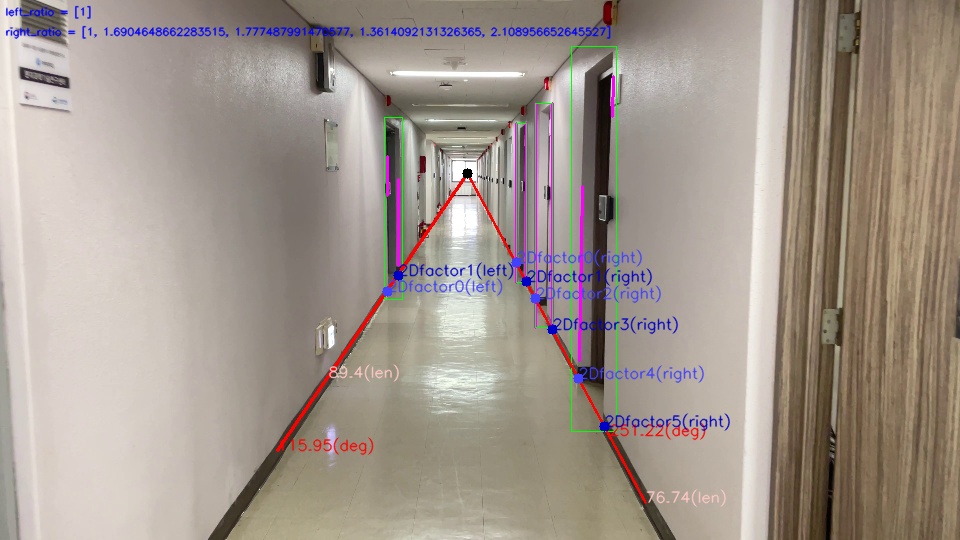 left_ratio = [1]
right_ratio = [1, 1.6904648662283515, 1.777487991479577, 1.3614092131326365, 2.108956652645527]
2Dfactor0(right)
2Dfactor1(left)
2Dfactor1(right)
2Dfactor0(left)
2Dfactor2(right)
2Dfactor3(right)
89.4(len)
2Dfactor4(right)
2Dfactor5(right)
251.22(deg)
15.95(deg)
76.74(len)